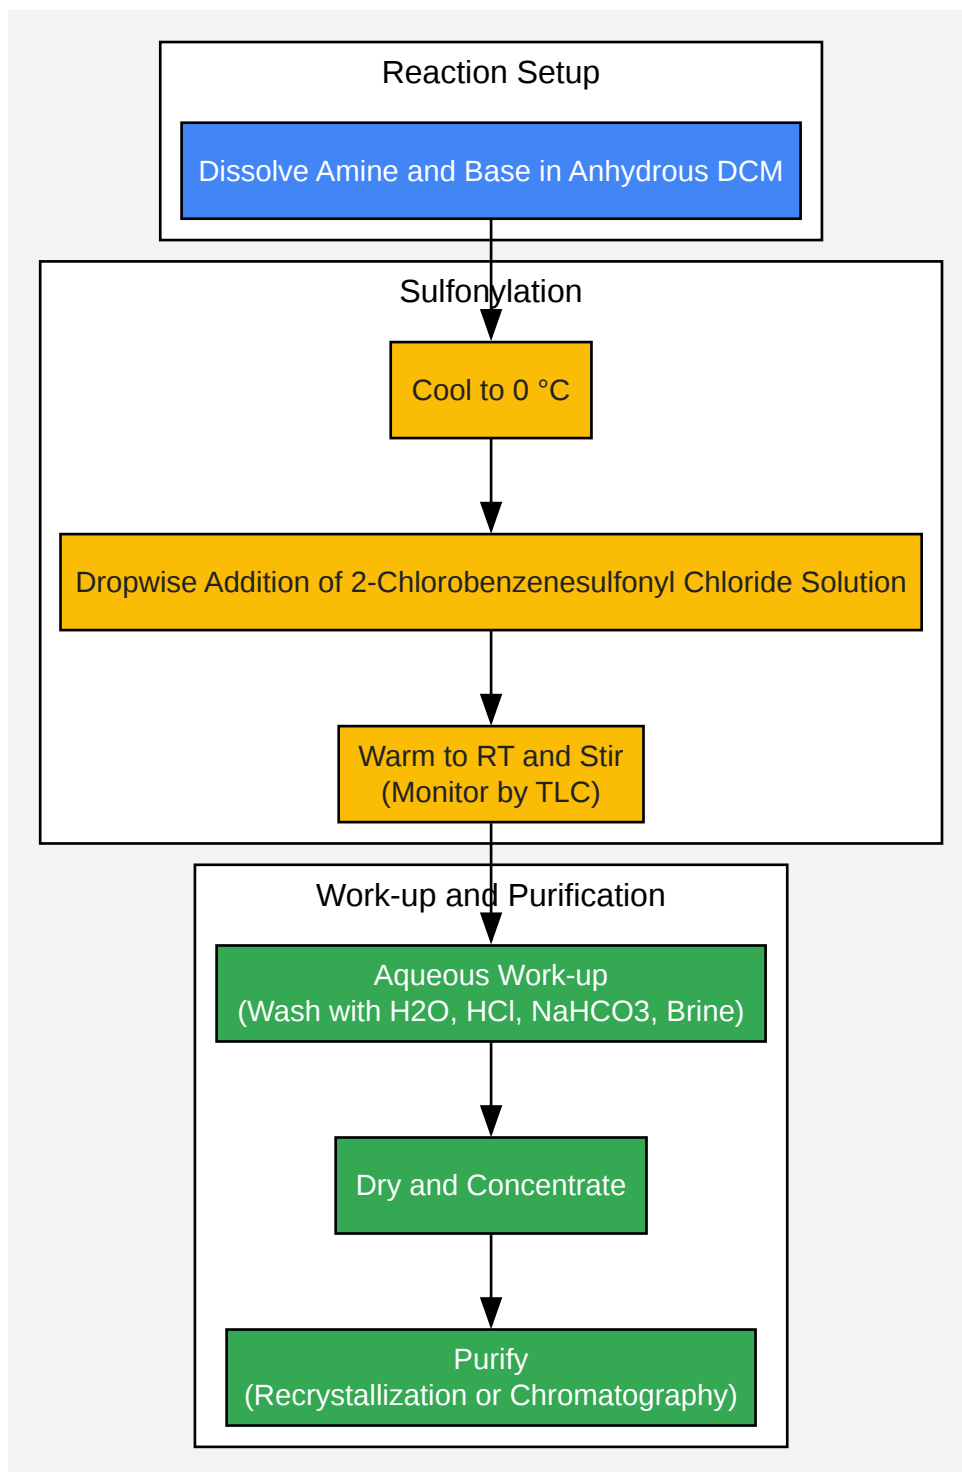 Reaction Setup
Dissolve Amine and Base in Anhydrous DCM
Sulfonylation
Cool to 0 °C
Dropwise Addition of 2-Chlorobenzenesulfonyl Chloride Solution
Warm to RT and Stir
(Monitor by TLC)
Work-up and Purification
Aqueous Work-up
(Wash with H2O, HCl, NaHCO3, Brine)
Dry and Concentrate
Purify
(Recrystallization or Chromatography)